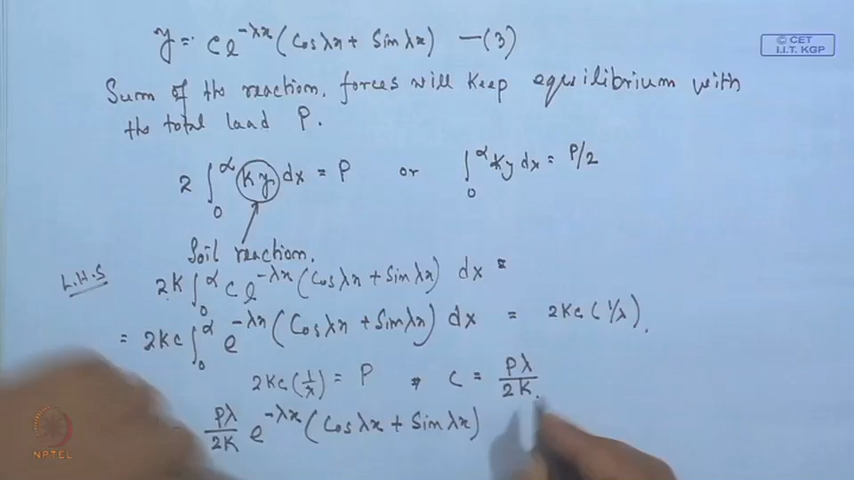 y = c e^{-λx} (Cos λx + Sin λx) —(3)
© CET
I.I.T. KGP
Sum of the reaction. forces will keep equilibrium with
the total load P.
2 ∫_0^α Ky dx = P or ∫_0^α Ky dx = P/2
Soil reaction.
L.H.S 2K ∫_0^α c e^{-λx} (Cos λx + Sin λx) dx =
= 2Kc ∫_0^α e^{-λx} (Cos λx + Sin λx) dx = 2Kc (1/λ).
2Kc (1/λ) = P c = Pλ/2K.
Pλ/2K e^{-λx} (Cos λx + Sin λx)
NPTEL